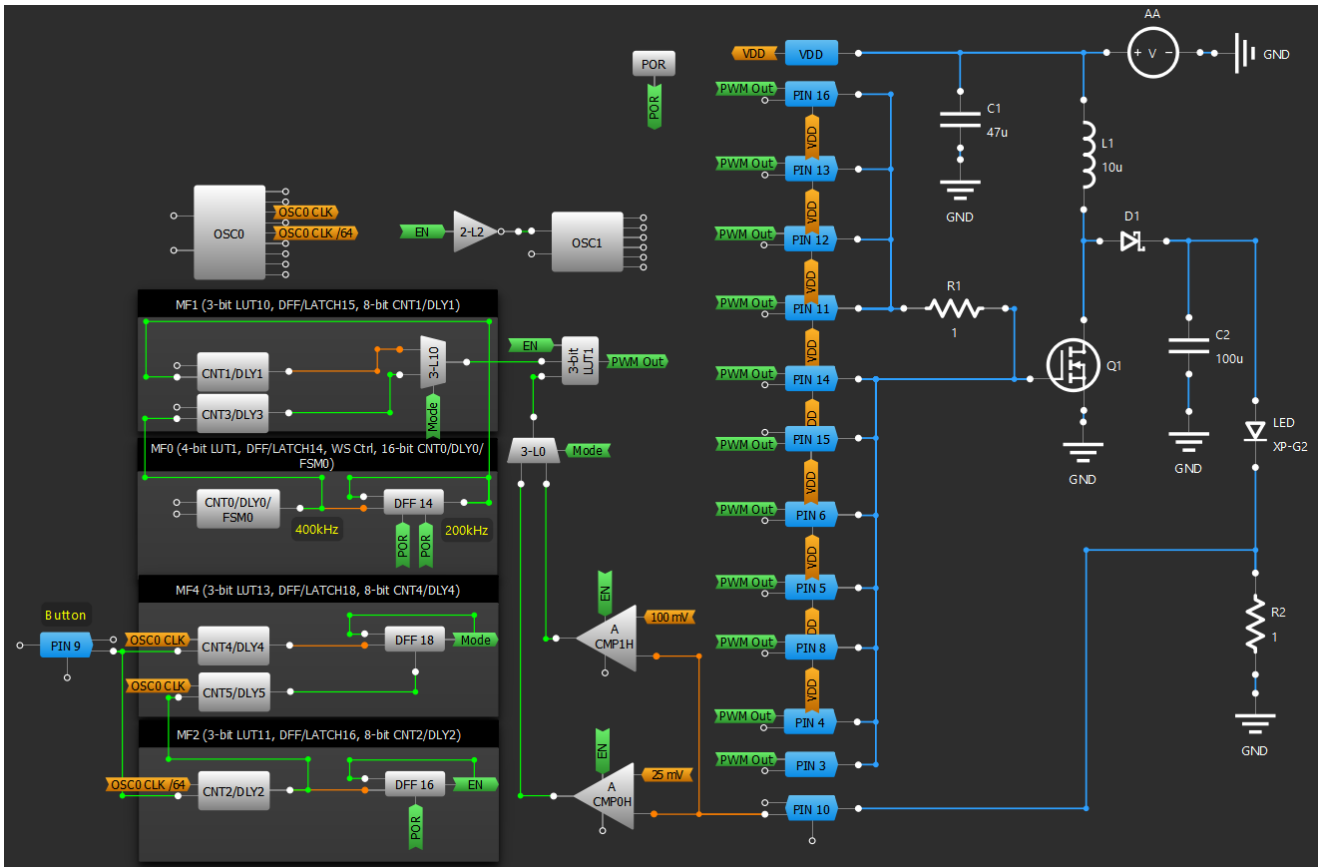 AA
VDD
VDD
V
GND
POR
POR
PWM Out
PIN 16
VDD
C1
47u
GND
L1
10u
PWM Out
PIN 13
VDD
OSC0
OSC0 CLK
OSC0 CLK /64
EN
2-L2
OSC1
PWM Out
PIN 12
VDD
D1
MF1 (3-bit LUT10, DFF/LATCH15, 8-bit CNT1/DLY1)
CNT1/DLY1
CNT3/DLY3
3-L10
Mode
EN
3-bit
LUT1
PWM Out
PWM Out
PIN 11
VDD
R1
1
C2
100u
GND
PWM Out
PIN 14
VDD
Q1
GND
MF0 (4-bit LUT1, DFF/LATCH14, WS Ctrl, 16-bit CNT0/DLY0/
FSM0)
CNT0/DLY0/
FSM0
400kHz
DFF 14
200kHz
POR
POR
3-L0
Mode
PIN 15
VDD
LED
XP-G2
PWM Out
PIN 6
VDD
MF4 (3-bit LUT13, DFF/LATCH18, 8-bit CNT4/DLY4)
Button
PIN 9
OSC0 CLK
CNT4/DLY4
DFF 18
Mode
OSC0 CLK
CNT5/DLY5
EN
A
CMP1H
100 mV
PWM Out
PIN 5
VDD
PWM Out
PIN 8
VDD
R2
1
GND
MF2 (3-bit LUT11, DFF/LATCH16, 8-bit CNT2/DLY2)
OSC0 CLK /64
CNT2/DLY2
DFF 16
EN
POR
EN
A
CMP0H
25 mV
PWM Out
PIN 4
PWM Out
PIN 3
PIN 10